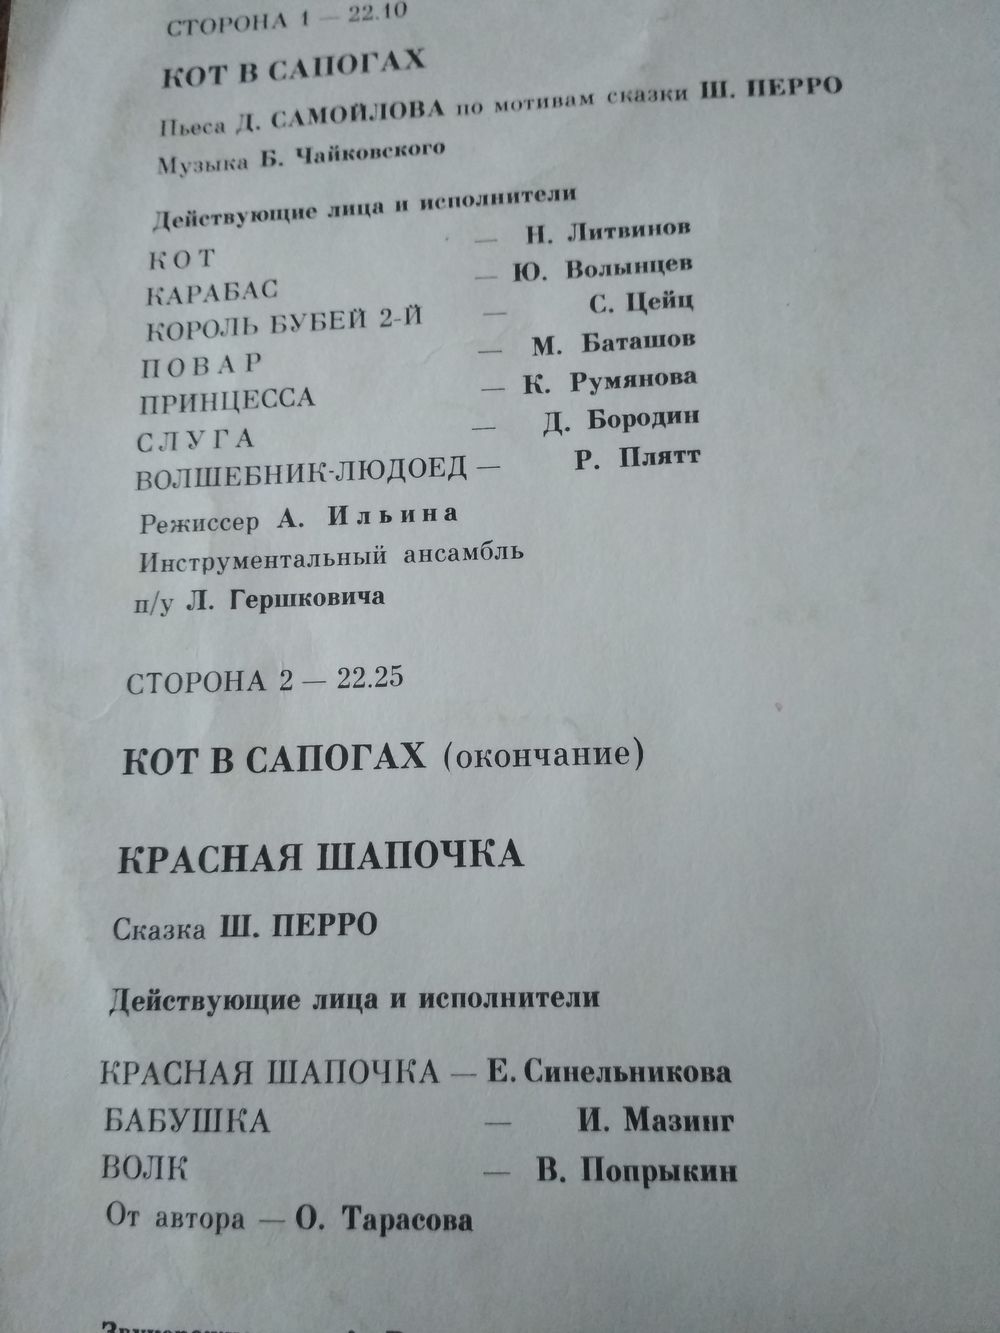 СТОРОНА 1 — 22.10
КОТ В САПОГАХ
Пьеса Д. САМОЙЛОВА по мотивам сказки Ш. ПЕРРО
Музыка Б. Чайковского
Действующие лица и исполнители
КОТ — Н. Литвинов
КАРАБАС — Ю. Волынцев
КОРОЛЬ БУБЕЙ 2-Й — С. Цейц
ПОВАР — М. Баташов
ПРИНЦЕССА — К. Румянова
СЛУГА — Д. Бородин
ВОЛШЕБНИК-ЛЮДОЕД — Р. Плятт
Режиссер А. Ильина
Инструментальный ансамбль
п/у Л. Гершковича
СТОРОНА 2 — 22.25
КОТ В САПОГАХ (окончание)
КРАСНАЯ ШАПОЧКА
Сказка Ш. ПЕРРО
Действующие лица и исполнители
КРАСНАЯ ШАПОЧКА — Е. Синельникова
БАБУШКА — И. Мазинг
ВОЛК — В. Попрыкин
От автора — О. Тарасова